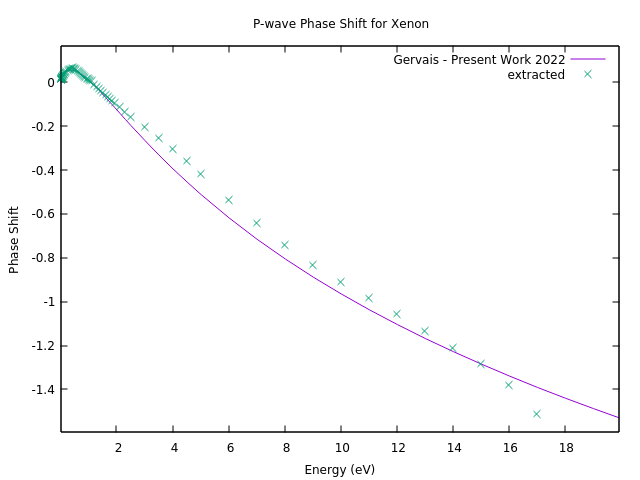 P-wave Phase Shift for Xenon
Gervais - Present Work 2022
extracted
0
-0.2
-0.4
-0.6
-0.8
-1
-1.2
-1.4
Phase Shift
2 4 6 8 10 12 14 16 18
Energy (eV)